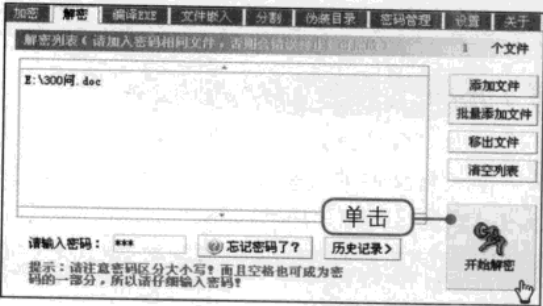 加密 解密 编译EXE 文件嵌入 分割 伪装目录 密码管理 设置 关于
解密列表（请加入密码相同文件，否则会错误
1 个文件
E:\300问.doc
添加文件
批量添加文件
移出文件
清空列表
单击
请输入密码： *** 忘记密码了? 历史记录>
开始解密
提示：请注意密码区分大小写! 而且空格也可成为密
码的一部分，所以请仔细输入密码!